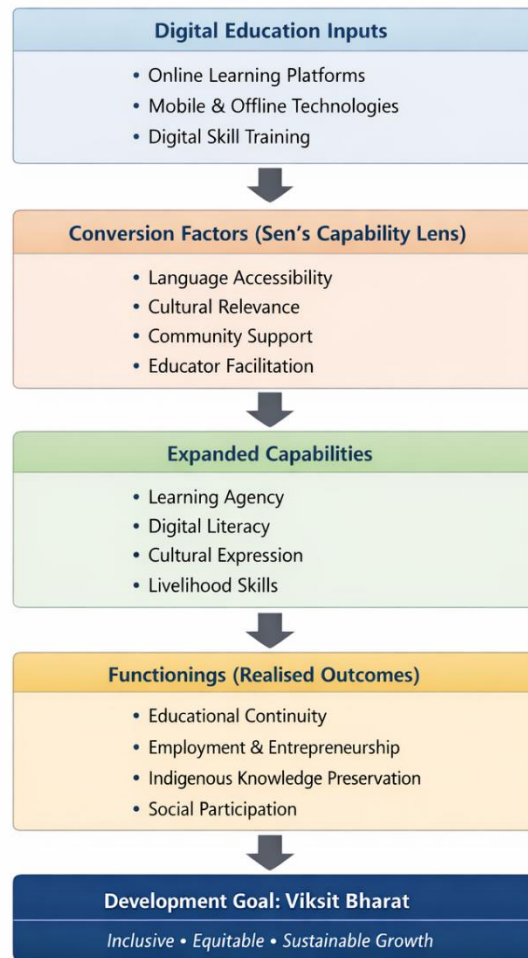 Digital Education Inputs
• Online Learning Platforms
• Mobile & Offline Technologies
• Digital Skill Training
Conversion Factors (Sen's Capability Lens)
• Language Accessibility
• Cultural Relevance
• Community Support
• Educator Facilitation
Expanded Capabilities
• Learning Agency
• Digital Literacy
• Cultural Expression
• Livelihood Skills
Functionings (Realised Outcomes)
• Educational Continuity
• Employment & Entrepreneurship
• Indigenous Knowledge Preservation
• Social Participation
Development Goal: Viksit Bharat
Inclusive • Equitable • Sustainable Growth